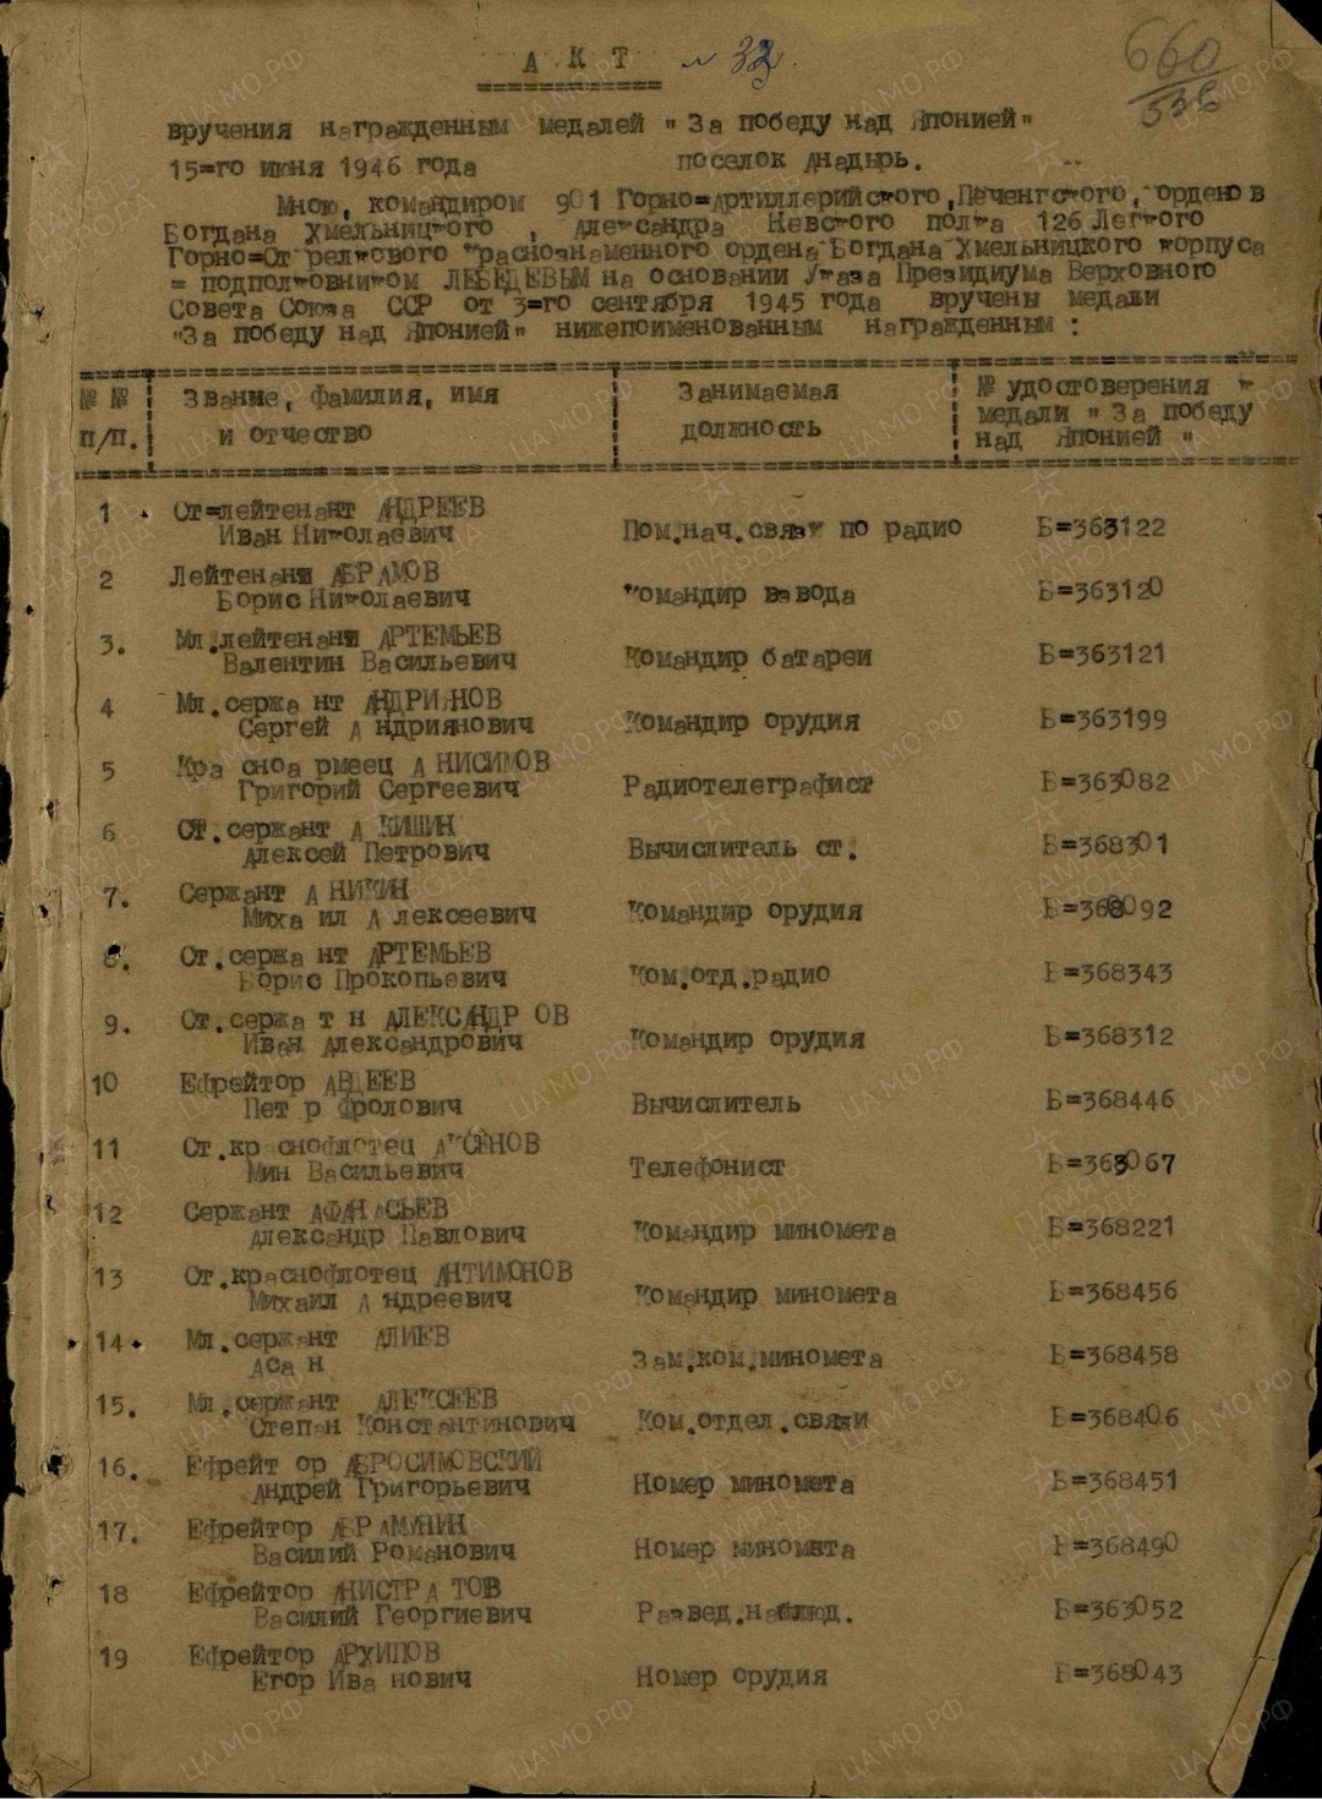 АКТ № 32.
660
336
вручения награжденным медалей "За победу над Японией"
15=го июня 1946 года поселок Анадырь.
Мною, командиром 901 Горно=Артиллерийского, Печенгского, орденов
Богдана Хмельницкого, Александра Невского полка 126 Легкого
Горно=Стрелкового Краснознаменного ордена Богдана Хмельницкого корпуса
= подполковником ЛЕБЕДЕВЫМ на основании Указа Президиума Верховного
Совета Союза ССР от 3=го сентября 1945 года вручены медали
"За победу над Японией" нижепоименованным награжденным:
№№ Звание, фамилия, имя Занимаемая № удостоверения к
п/п. и отчество должность медали "За победу
над Японией"
1 Ст=лейтенант АНДРЕЕВ
Иван Николаевич Пом.нач.связи по радио Б=363122
2 Лейтенант АБРАМОВ
Борис Николаевич Командир взвода Б=363120
3. Мл.лейтенант АРТЕМЬЕВ
Валентин Васильевич Командир батареи Б=363121
4 Мл.сержант АНДРИЯНОВ
Сергей Андриянович Командир орудия Б=363199
5 Красноармеец АНИСИМОВ
Григорий Сергеевич Радиотелеграфист Б=363082
6 Ст.сержант АКИШИН
Алексей Петрович Вычислитель ст. Б=368301
7. Сержант АНИКИН
Михаил Алексеевич Командир орудия Б=368092
8. Ст.сержант АРТЕМЬЕВ
Борис Прокопьевич Ком.отд.радио Б=368343
9. Ст.сержатн АЛЕКСАНДРОВ
Иван Александрович Командир орудия Б=368312
10 Ефрейтор АВДЕЕВ
Петр Фролович Вычислитель Б=368446
11 Ст.краснофлотец АКСЕНОВ
Мин Васильевич Телефонист Б=363067
12 Сержант АФАНАСЬЕВ
Александр Павлович Командир миномета Б=368221
13 Ст.краснофлотец АНТИМОНОВ
Михаил Андреевич Командир миномета Б=368456
14. Мл.сержант АЛИЕВ
Асан Зам.ком.миномета Б=368458
15. Мл.сержант АЛЕКСЕЕВ
Степан Константинович Ком.отдел.связи Б=368406
16. Ефрейтор АБРОСИМОВСКИЙ
Андрей Григорьевич Номер миномета Б=368451
17. Ефрейтор АБРАМИНИН
Василий Романович Номер миномета Б=368490
18 Ефрейтор АНИСТРАТОВ
Василий Георгиевич Развед.наблюд. Б=363052
19 Ефрейтор АРХИПОВ
Егор Иванович Номер орудия Б=368043